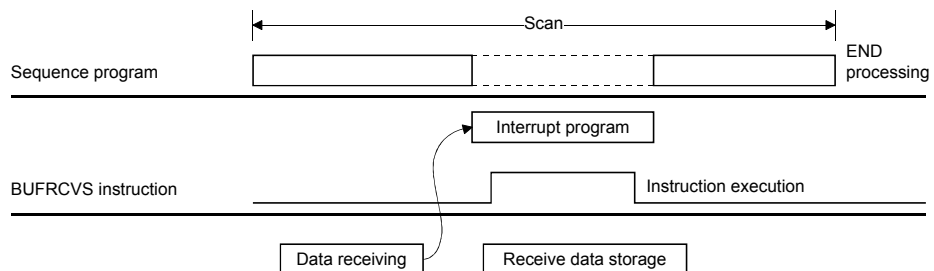 Scan
Sequence program
END
processing
Interrupt program
BUFRCVS instruction
Instruction execution
Data receiving
Receive data storage